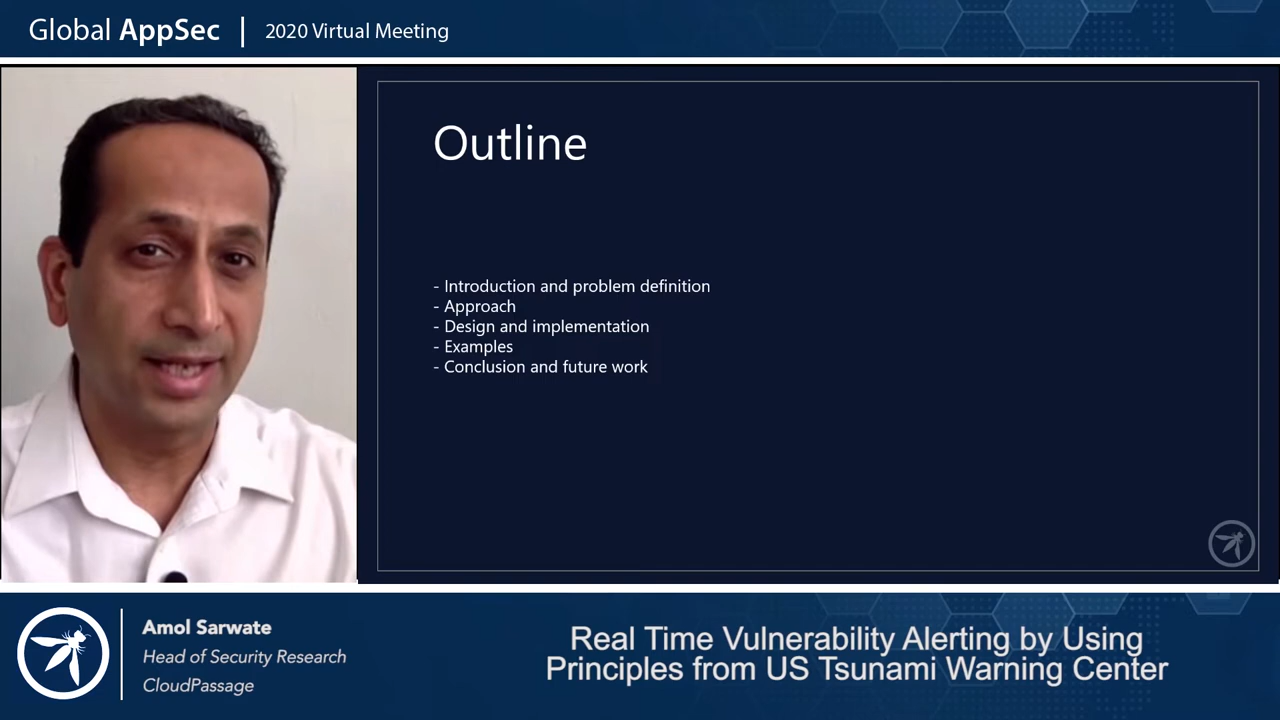 Global AppSec | 2020 Virtual Meeting
Outline
- Introduction and problem definition
- Approach
- Design and implementation
- Examples
- Conclusion and future work
Amol Sarwate
Head of Security Research
CloudPassage
Real Time Vulnerability Alerting by Using
Principles from US Tsunami Warning Center